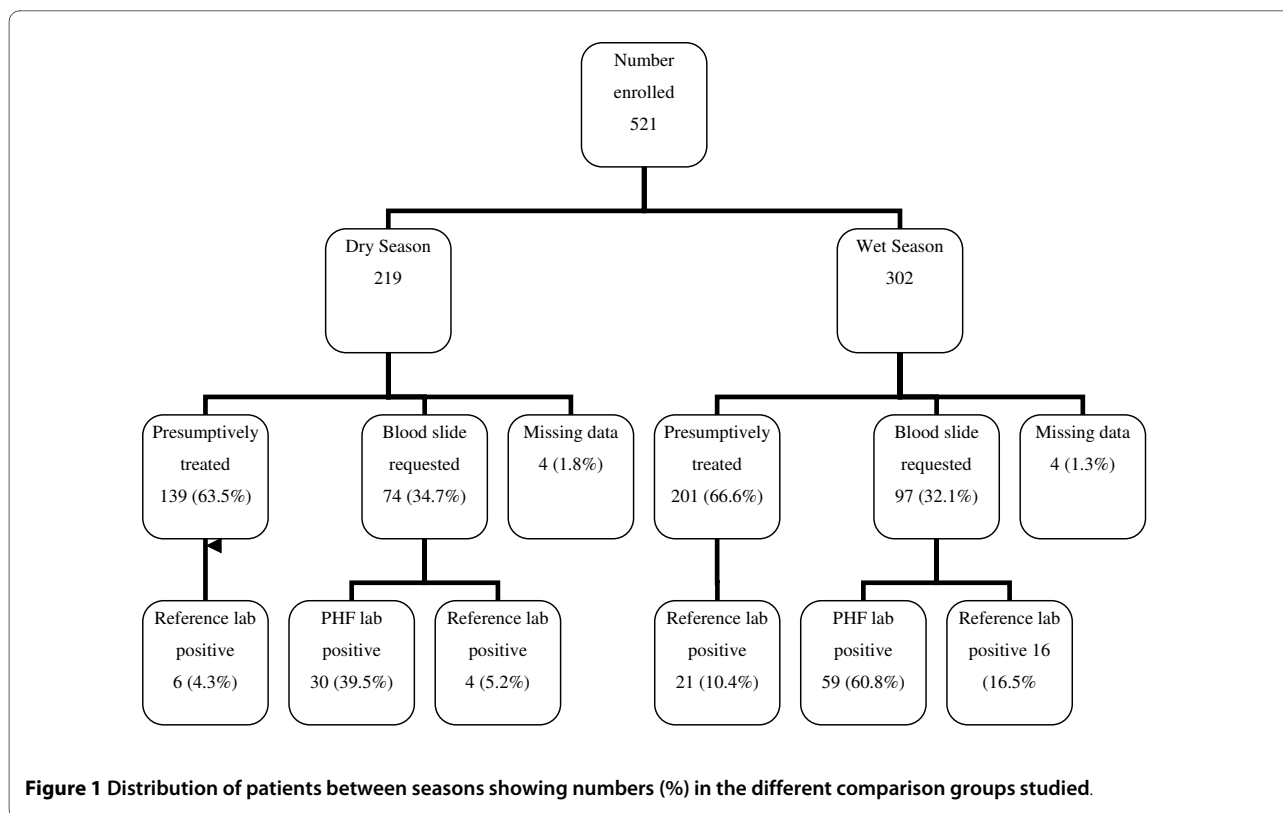 Number
enrolled
521
Dry Season
219
Wet Season
302
Presumptively
treated
139 (63.5%)
Blood slide
requested
74 (34.7%)
Missing data
4 (1.8%)
Presumptively
treated
201 (66.6%)
Blood slide
requested
97 (32.1%)
Missing data
4 (1.3%)
Reference lab
positive
6 (4.3%)
PHF lab
positive
30 (39.5%)
Reference lab
positive
4 (5.2%)
Reference lab
positive
21 (10.4%)
PHF lab
positive
59 (60.8%)
Reference lab
positive 16
(16.5%
Figure 1 Distribution of patients between seasons showing numbers (%) in the different comparison groups studied.